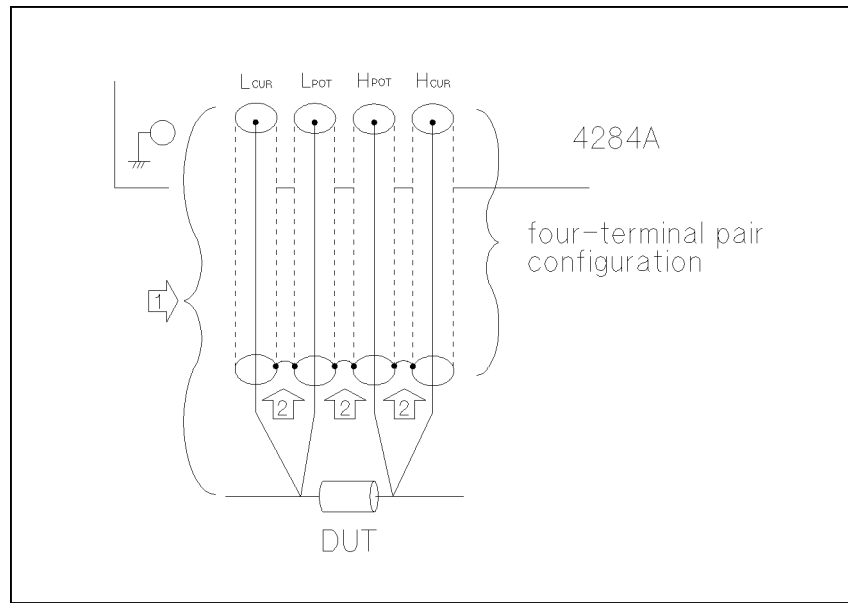 LCUR LPOT HPOT HCUR
4284A
four-terminal pair
configuration
1
2 2 2
DUT